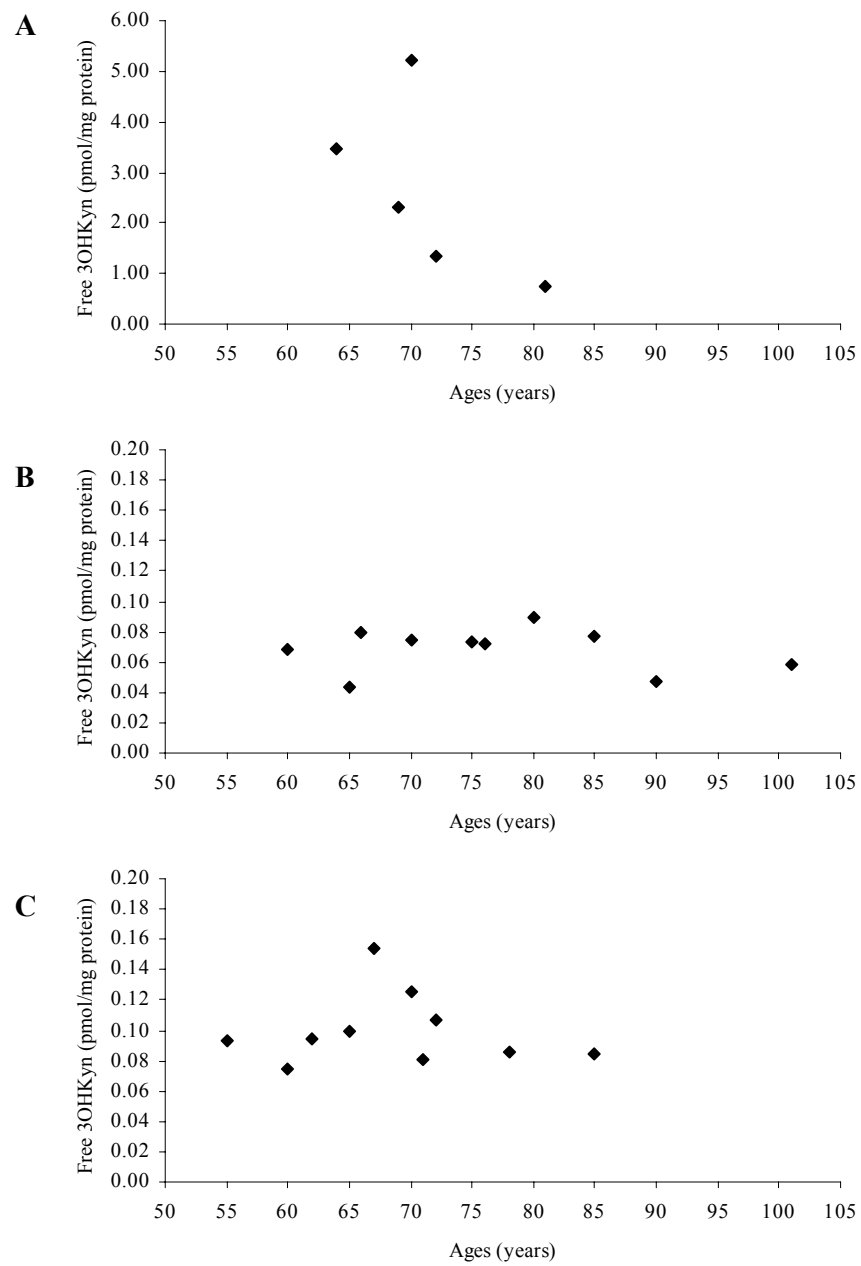 A
Free 3OHKyn (pmol/mg protein)
6.00
5.00
4.00
3.00
2.00
1.00
0.00
50 55 60 65 70 75 80 85 90 95 100 105
Ages (years)
B
Free 3OHKyn (pmol/mg protein)
0.20
0.18
0.16
0.14
0.12
0.10
0.08
0.06
0.04
0.02
0.00
50 55 60 65 70 75 80 85 90 95 100 105
Ages (years)
C
Free 3OHKyn (pmol/mg protein)
0.20
0.18
0.16
0.14
0.12
0.10
0.08
0.06
0.04
0.02
0.00
50 55 60 65 70 75 80 85 90 95 100 105
Ages (years)